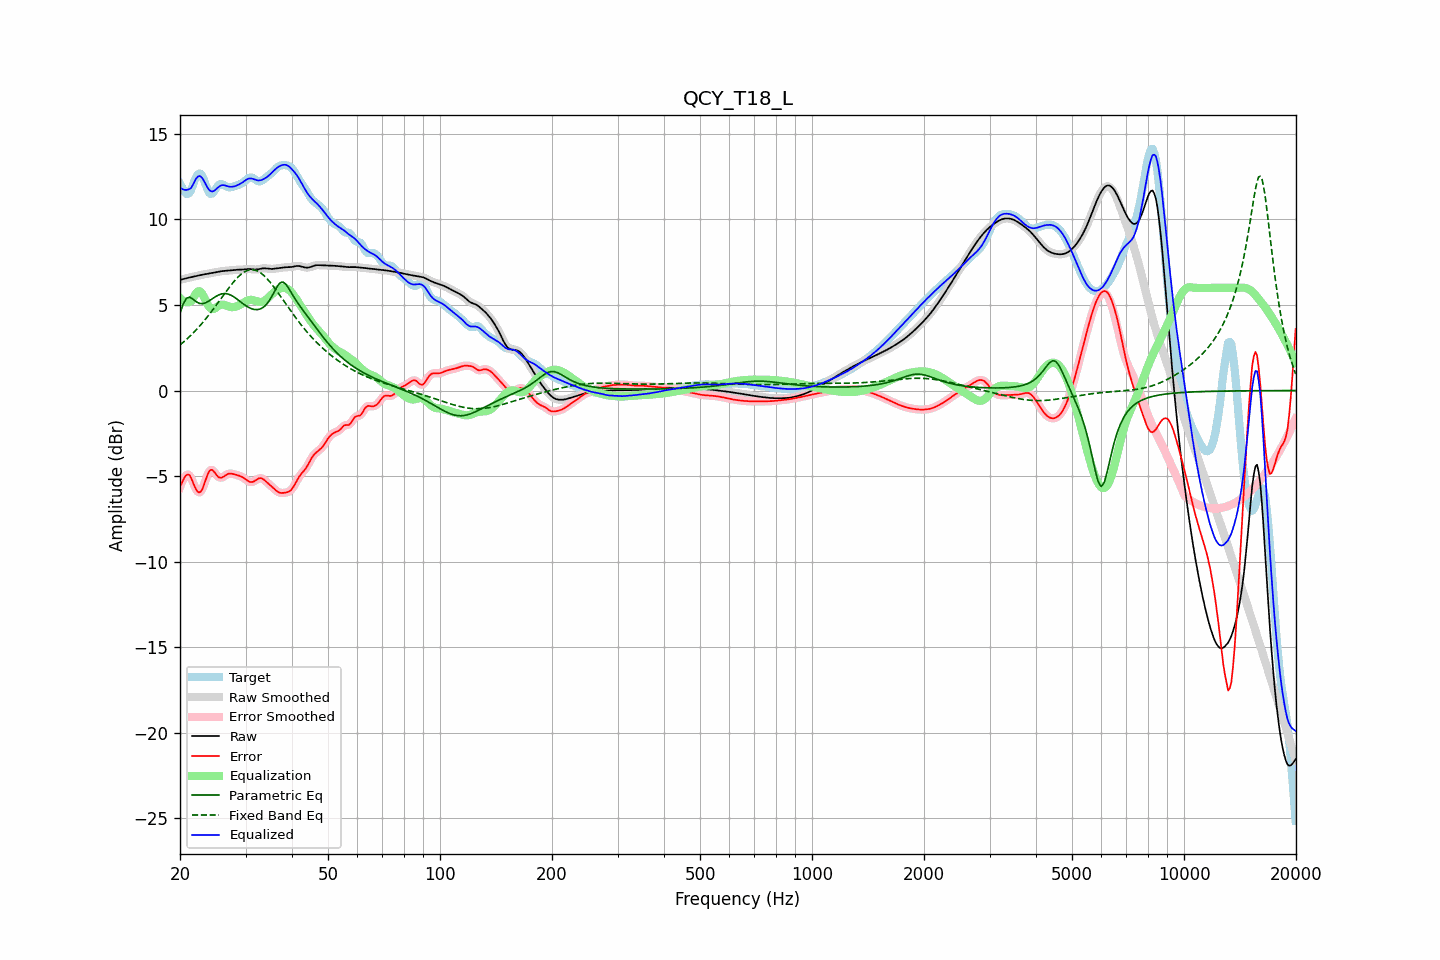 QCY_T18_L
Amplitude (dBr)
15
10
5
0
−5
−10
−15
−20
−25
Target
Raw Smoothed
Error Smoothed
Raw
Error
Equalization
Parametric Eq
Fixed Band Eq
Equalized
20 50 100 200 500 1000 2000 5000 10000 20000
Frequency (Hz)